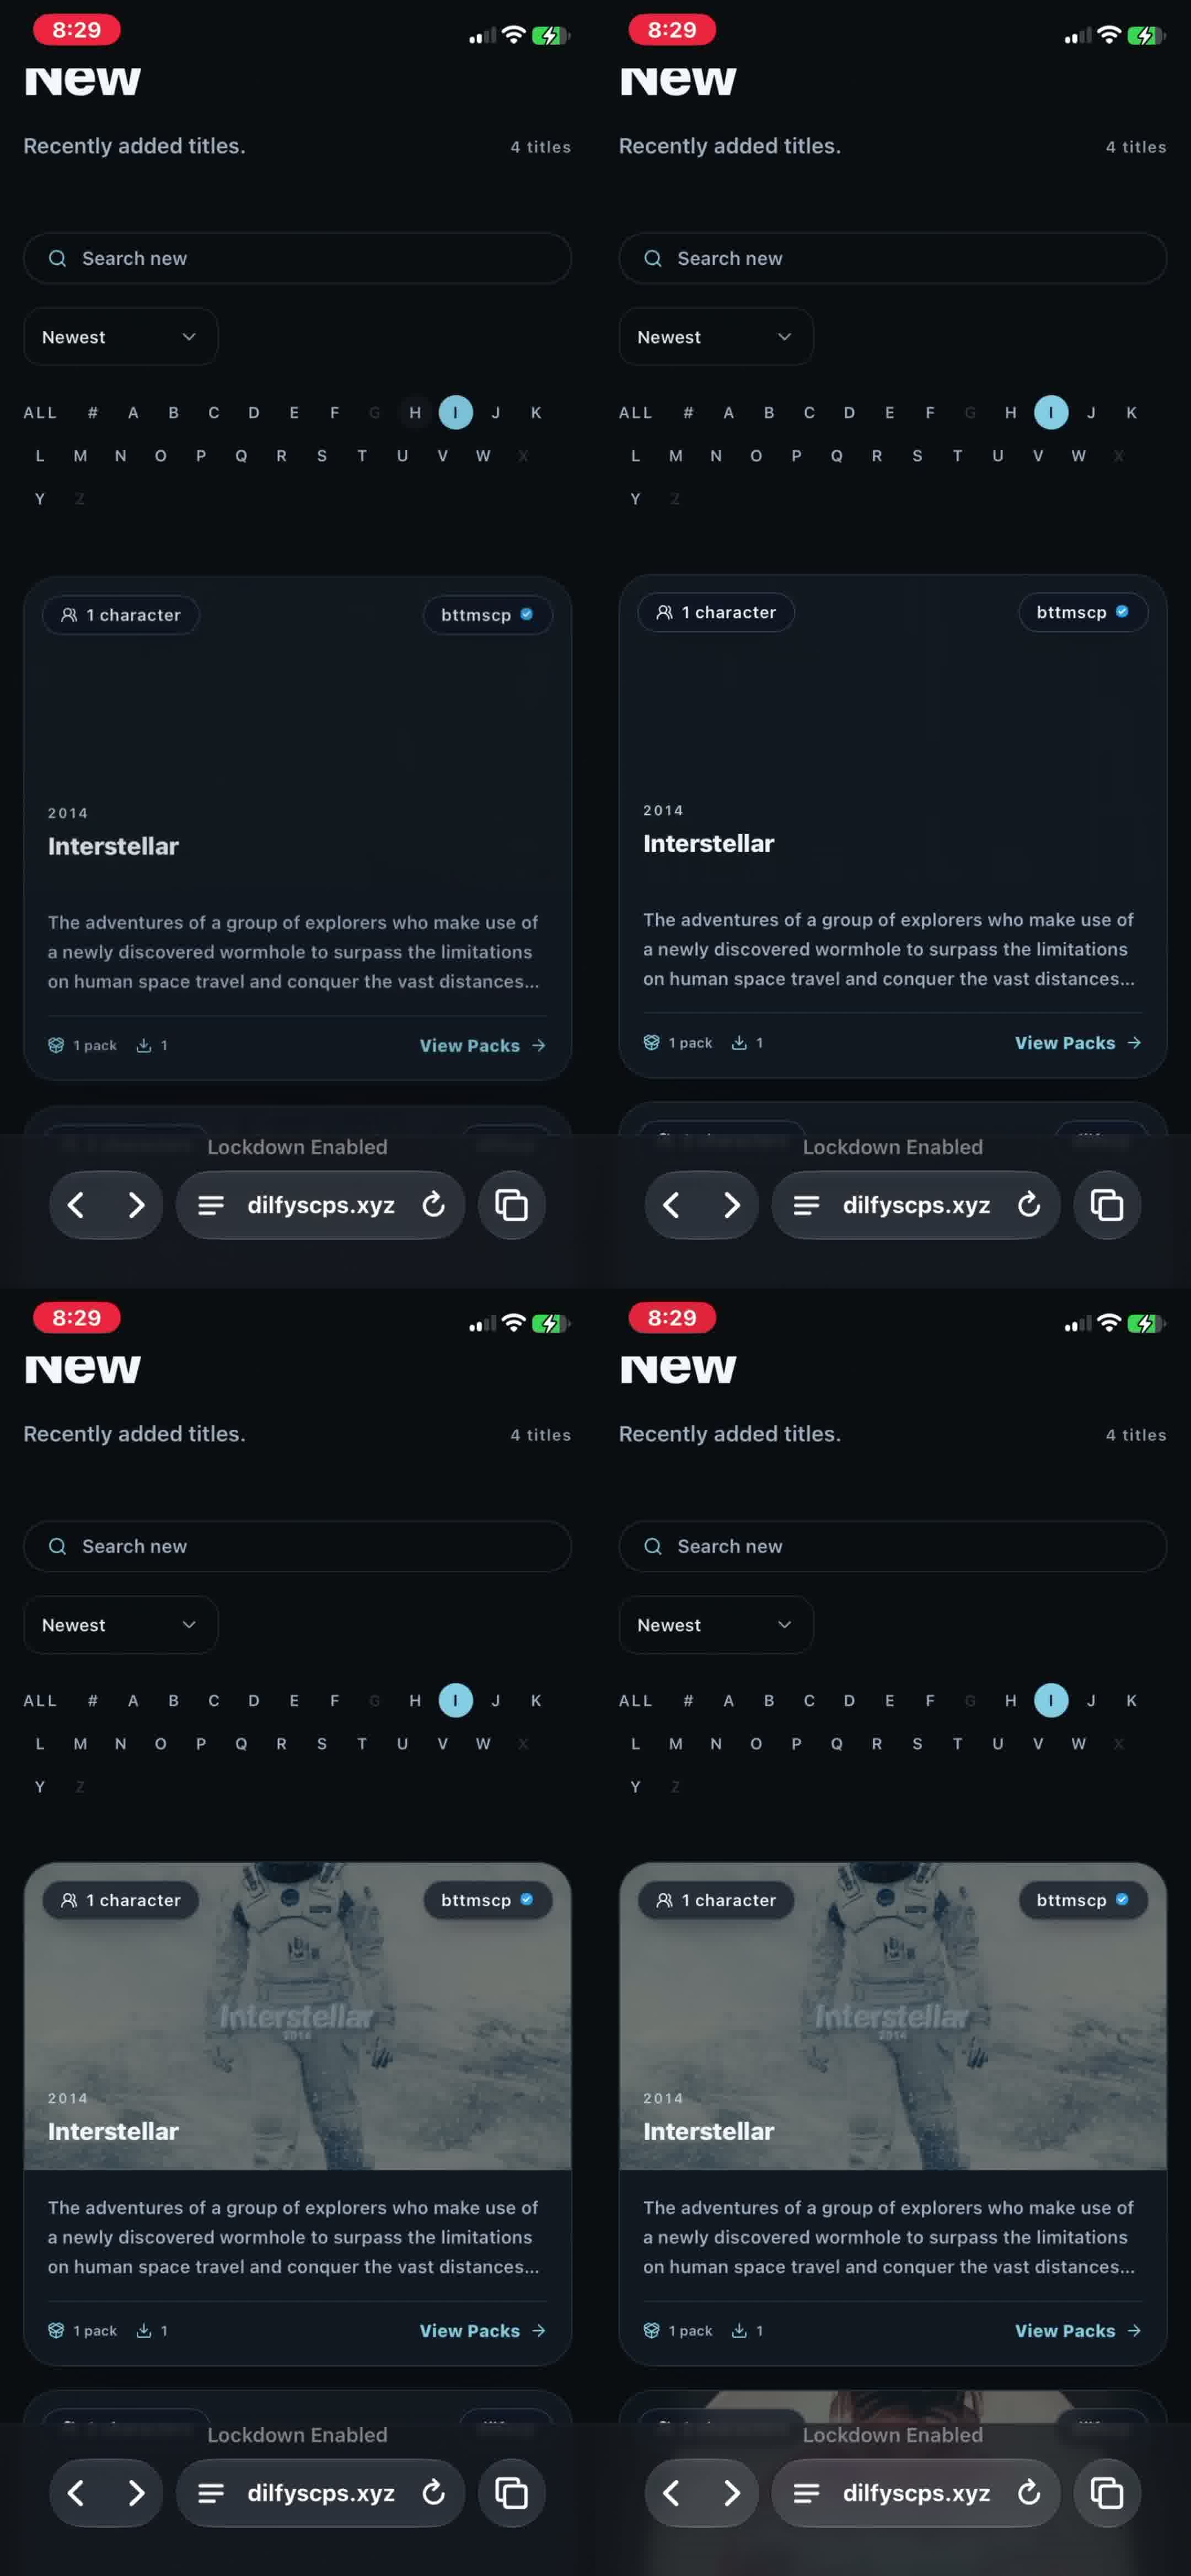 8:29
New
Recently added titles.
4 titles
Search new
Newest
ALL # A B C D E F G H I J K
L M N O P Q R S T U V W X
Y Z
1 character
bttmscp
2014
Interstellar
The adventures of a group of explorers who make use of
a newly discovered wormhole to surpass the limitations
on human space travel and conquer the vast distances...
1 pack
1
View Packs
Lockdown Enabled
dilfyscps.xyz
8:29
New
Recently added titles.
4 titles
Search new
Newest
ALL # A B C D E F G H I J K
L M N O P Q R S T U V W X
Y Z
1 character
bttmscp
2014
Interstellar
The adventures of a group of explorers who make use of
a newly discovered wormhole to surpass the limitations
on human space travel and conquer the vast distances...
1 pack
1
View Packs
Lockdown Enabled
dilfyscps.xyz
8:29
New
Recently added titles.
4 titles
Search new
Newest
ALL # A B C D E F G H I J K
L M N O P Q R S T U V W X
Y Z
1 character
bttmscp
Interstellar
2014
2014
Interstellar
The adventures of a group of explorers who make use of
a newly discovered wormhole to surpass the limitations
on human space travel and conquer the vast distances...
1 pack
1
View Packs
Lockdown Enabled
dilfyscps.xyz
8:29
New
Recently added titles.
4 titles
Search new
Newest
ALL # A B C D E F G H I J K
L M N O P Q R S T U V W X
Y Z
1 character
bttmscp
Interstellar
2014
2014
Interstellar
The adventures of a group of explorers who make use of
a newly discovered wormhole to surpass the limitations
on human space travel and conquer the vast distances...
1 pack
1
View Packs
Lockdown Enabled
dilfyscps.xyz